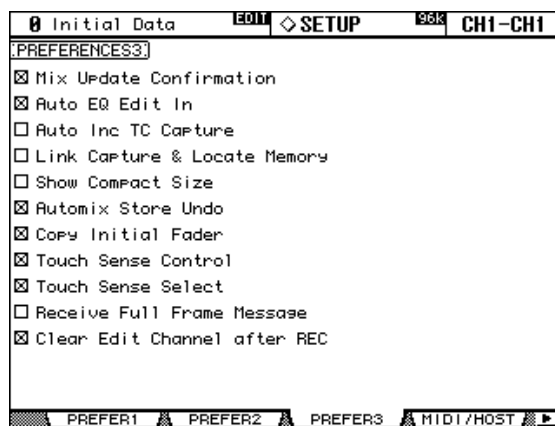 0 Initial Data EDIT ◇SETUP 96k CH1-CH1
PREFERENCES3
☒ Mix Update Confirmation
☒ Auto EQ Edit In
☐ Auto Inc TC Capture
☐ Link Capture & Locate Memory
☐ Show Compact Size
☒ Automix Store Undo
☒ Copy Initial Fader
☒ Touch Sense Control
☒ Touch Sense Select
☐ Receive Full Frame Message
☒ Clear Edit Channel after REC
PREFER1 PREFER2 PREFER3 MIDI/HOST ▶